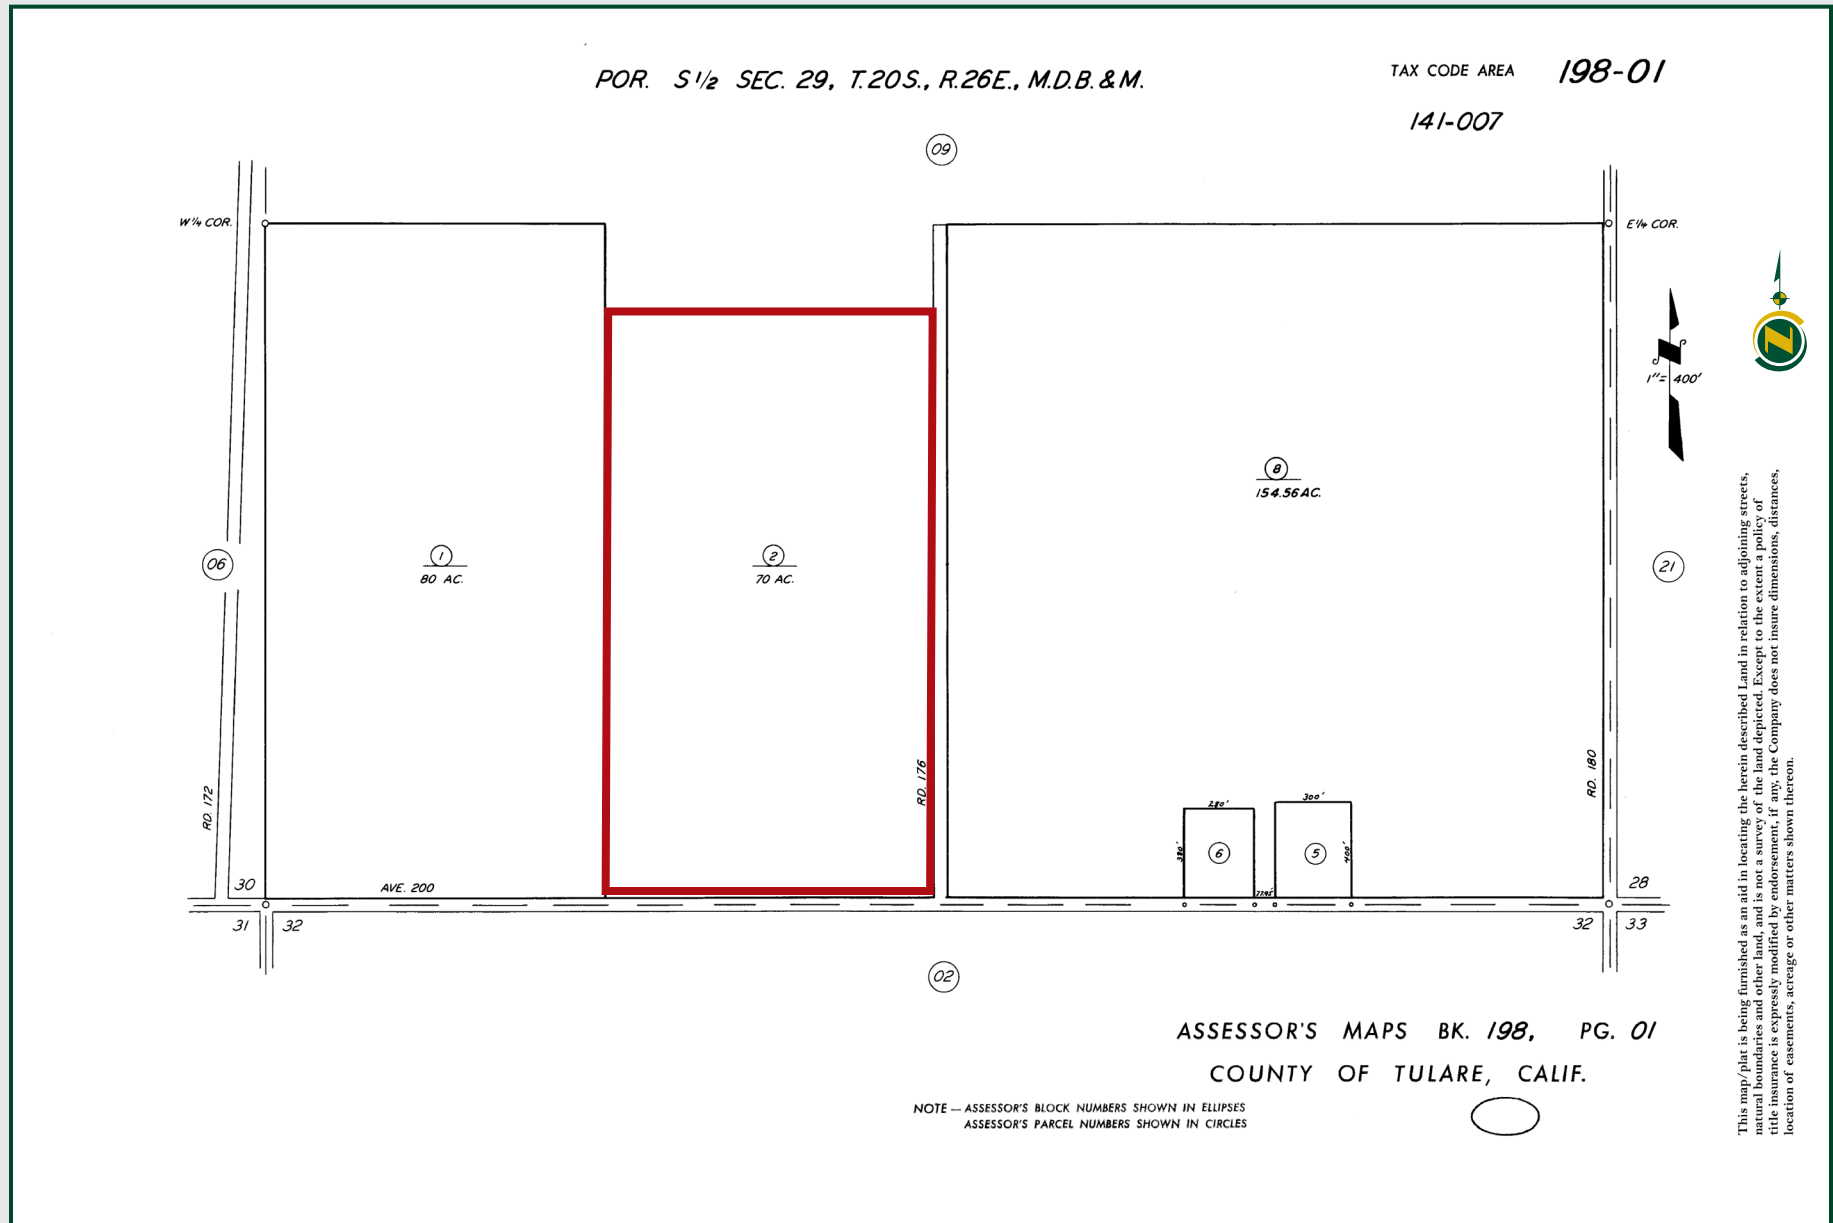 POR. S 1/2 SEC. 29, T.20S., R.26E., M.D.B.&M.
TAX CODE AREA 198-01
141-007
09
W 1/4 COR.
E 1/4 COR.
N
1"= 400'
8
154.56 AC.
1
80 AC.
2
70 AC.
06
21
RD. 172
RD. 176
RD. 180
300'
6
5
400'
30
AVE. 200
28
31
32
32
33
02
ASSESSOR'S MAPS BK. 198, PG. 01
COUNTY OF TULARE, CALIF.
NOTE — ASSESSOR'S BLOCK NUMBERS SHOWN IN ELLIPSES
ASSESSOR'S PARCEL NUMBERS SHOWN IN CIRCLES
This map/plat is being furnished as an aid in locating the herein described Land in relation to adjoining streets,
natural boundaries and other land, and is not a survey of the land depicted. Except to the extent a policy of
title insurance is expressly modified by endorsement, if any, the Company does not insure dimensions, distances,
location of easements, acreage or other matters shown thereon.